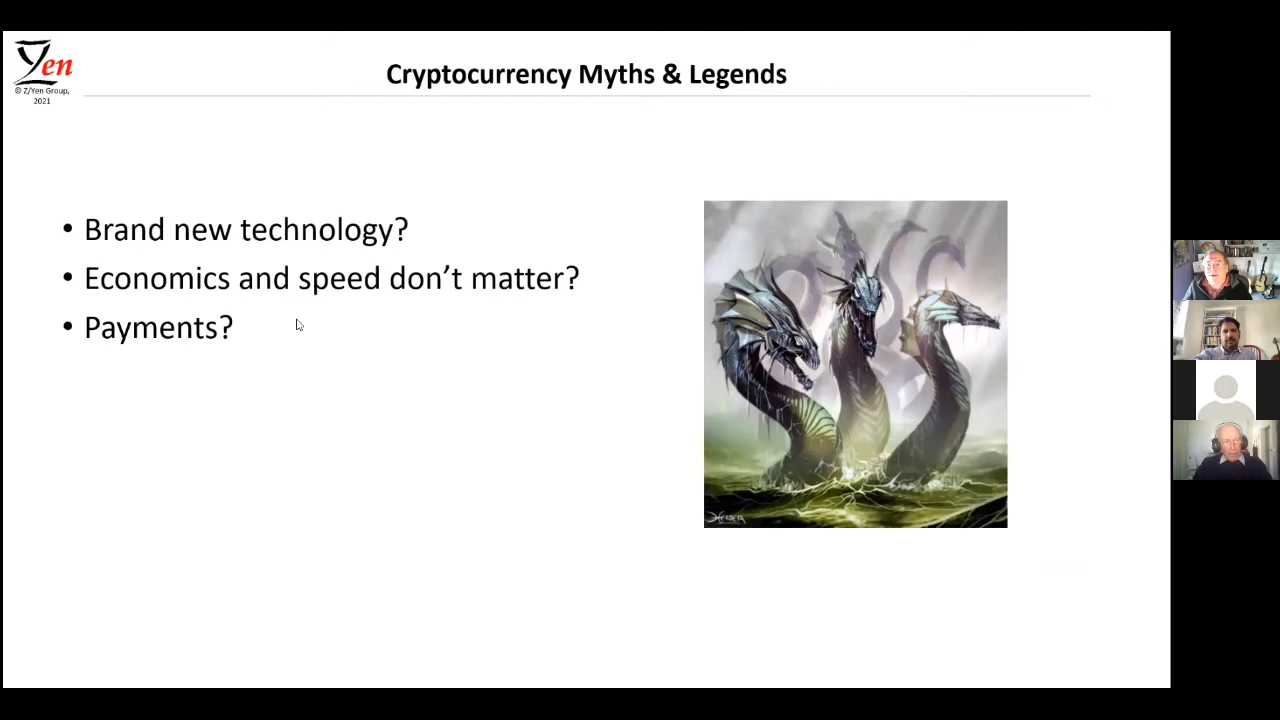 Yen
© Z/Yen Group,
2021
Cryptocurrency Myths & Legends
• Brand new technology?
• Economics and speed don’t matter?
• Payments?